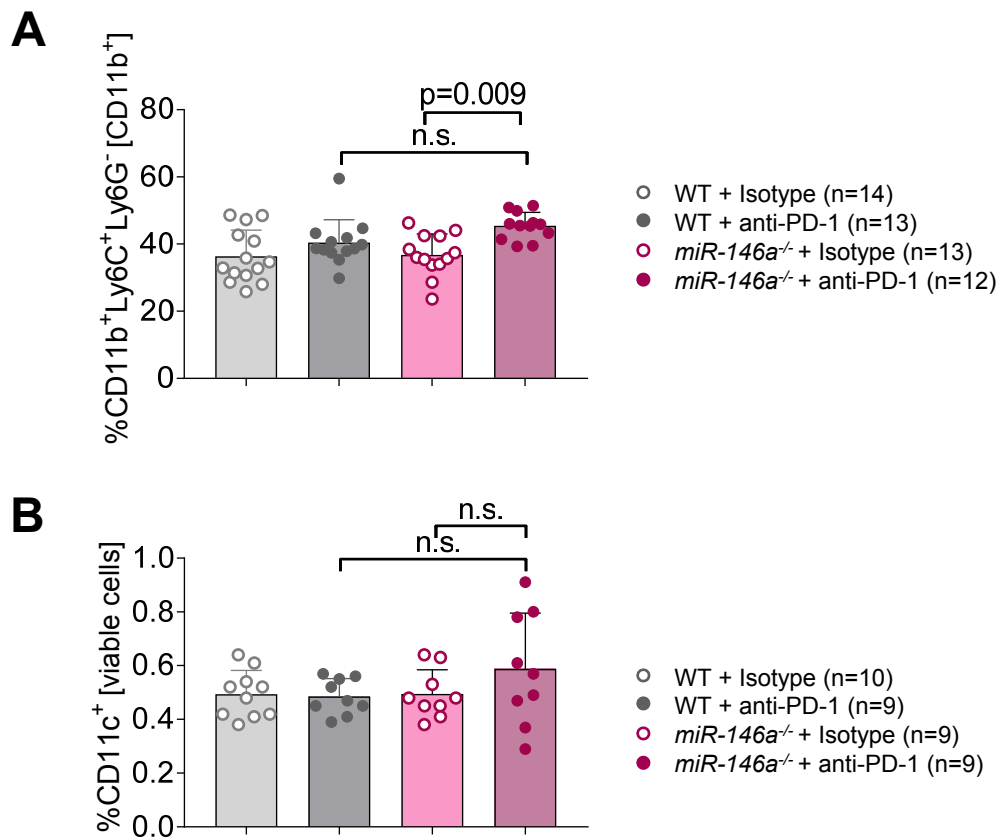 A
%CD11b⁺Ly6C⁺Ly6G⁻ [CD11b⁺]
80
60
40
20
0
p=0.009
n.s.
WT + Isotype (n=14)
WT + anti-PD-1 (n=13)
miR-146a⁻/⁻ + Isotype (n=13)
miR-146a⁻/⁻ + anti-PD-1 (n=12)
B
%CD11c⁺ [viable cells]
1.0
0.8
0.6
0.4
0.2
0.0
n.s.
n.s.
WT + Isotype (n=10)
WT + anti-PD-1 (n=9)
miR-146a⁻/⁻ + Isotype (n=9)
miR-146a⁻/⁻ + anti-PD-1 (n=9)